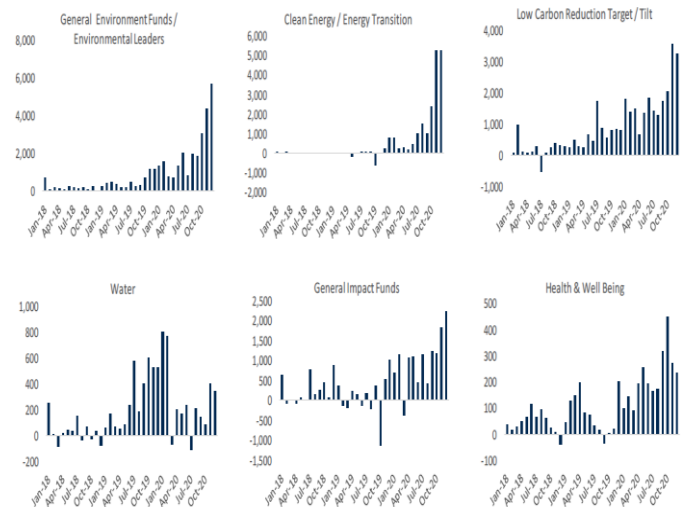 General Environment Funds /
Environmental Leaders
8,000
6,000
4,000
2,000
0
Jan-18
Apr-18
Jul-18
Oct-18
Jan-19
Apr-19
Jul-19
Oct-19
Jan-20
Apr-20
Jul-20
Oct-20
Clean Energy / Energy Transition
6,000
5,000
4,000
3,000
2,000
1,000
0
-1,000
-2,000
Jan-18
Apr-18
Jul-18
Oct-18
Jan-19
Apr-19
Jul-19
Oct-19
Jan-20
Apr-20
Jul-20
Oct-20
Low Carbon Reduction Target / Tilt
4,000
3,000
2,000
1,000
0
-1,000
Jan-18
Apr-18
Jul-18
Oct-18
Jan-19
Apr-19
Jul-19
Oct-19
Jan-20
Apr-20
Jul-20
Oct-20
Water
1,000
800
600
400
200
0
-200
Jan-18
Apr-18
Jul-18
Oct-18
Jan-19
Apr-19
Jul-19
Oct-19
Jan-20
Apr-20
Jul-20
Oct-20
General Impact Funds
2,500
2,000
1,500
1,000
500
0
-500
-1,000
-1,500
Jan-18
Apr-18
Jul-18
Oct-18
Jan-19
Apr-19
Jul-19
Oct-19
Jan-20
Apr-20
Jul-20
Oct-20
Health & Well Being
500
400
300
200
100
0
-100
Jan-18
Apr-18
Jul-18
Oct-18
Jan-19
Apr-19
Jul-19
Oct-19
Jan-20
Apr-20
Jul-20
Oct-20